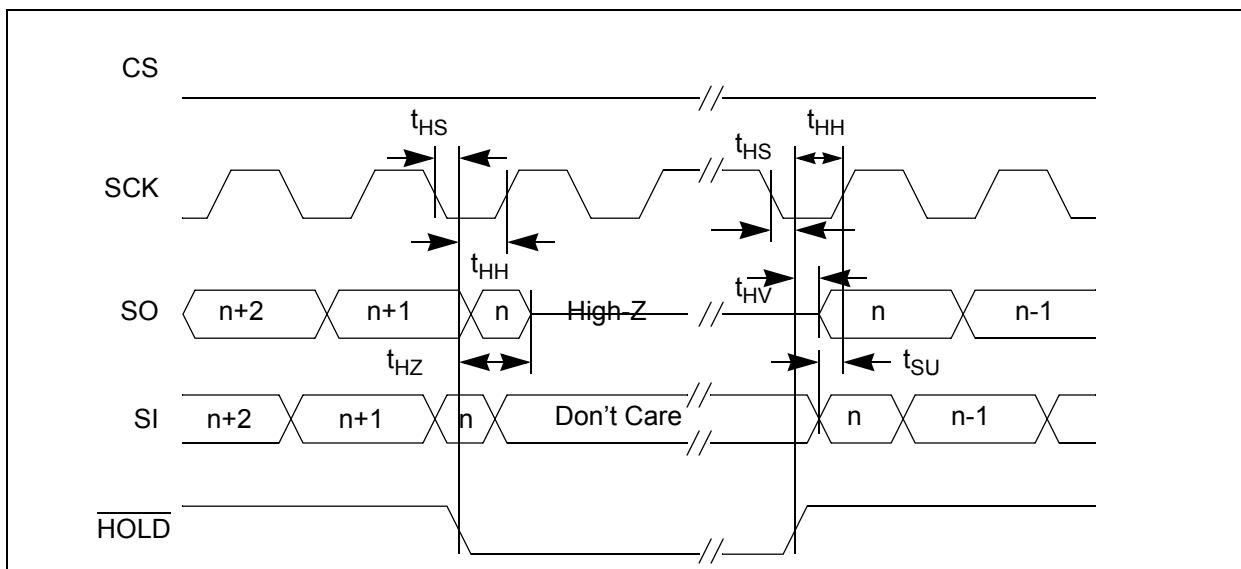 CS
tHS
tHH
tHS
SCK
tHH
tHV
SO
n+2
n+1
n
High-Z
n
n-1
tHZ
tSU
SI
n+2
n+1
n
Don't Care
n
n-1
HOLD